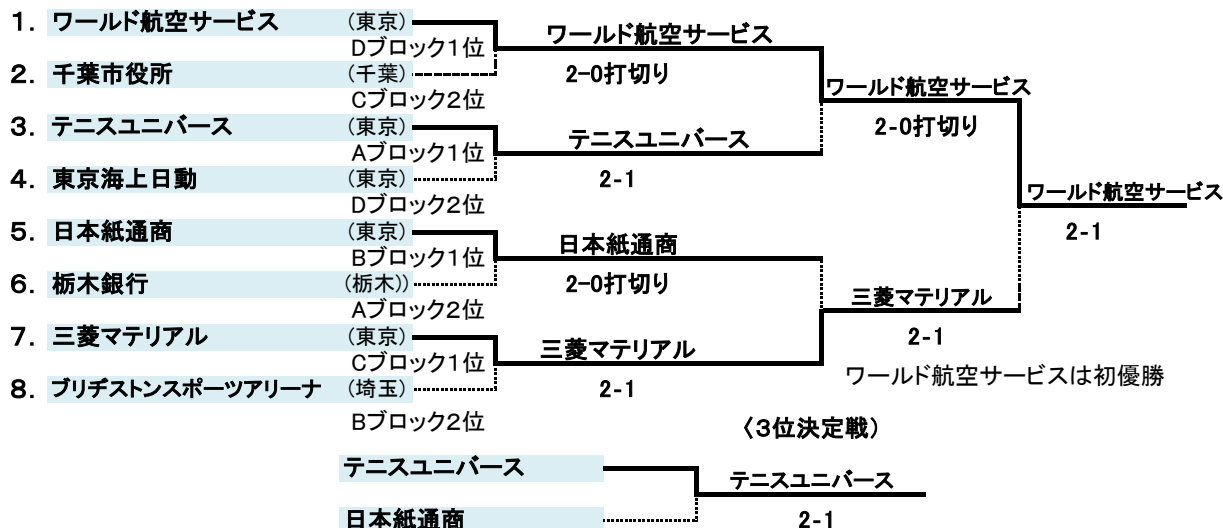 1. ワールド航空サービス (東京)
Dブロック1位
2. 千葉市役所 (千葉)
Cブロック2位
3. テニスユニバース (東京)
Aブロック1位
4. 東京海上日動 (東京)
Dブロック2位
5. 日本紙通商 (東京)
Bブロック1位
6. 栃木銀行 (栃木))
Aブロック2位
7. 三菱マテリアル (東京)
Cブロック1位
8. ブリヂストンスポーツアリーナ (埼玉)
Bブロック2位
ワールド航空サービス
2-0打切り
テニスユニバース
2-1
日本紙通商
2-0打切り
三菱マテリアル
2-1
ワールド航空サービス
2-0打切り
三菱マテリアル
2-1
ワールド航空サービス
2-1
ワールド航空サービスは初優勝
〈3位決定戦〉
テニスユニバース
日本紙通商
テニスユニバース
2-1